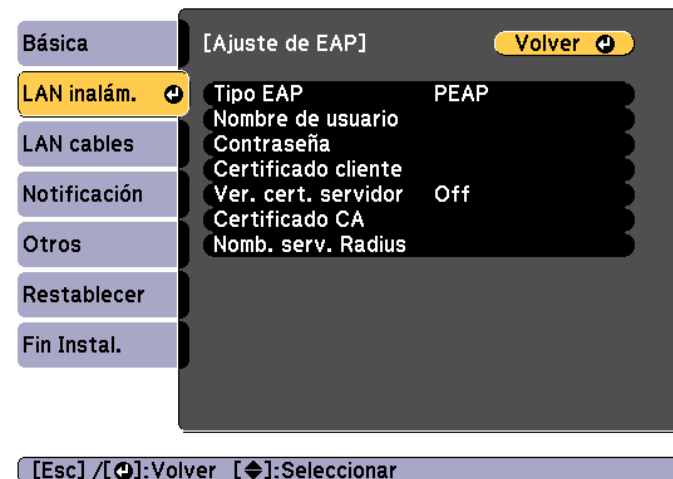 Básica
LAN inalám.
LAN cables
Notificación
Otros
Restablecer
Fin Instal.
[Ajuste de EAP]
Volver
Tipo EAP PEAP
Nombre de usuario
Contraseña
Certificado cliente
Ver. cert. servidor Off
Certificado CA
Nomb. serv. Radius
[Esc] /[⏎]:Volver [◆]:Seleccionar